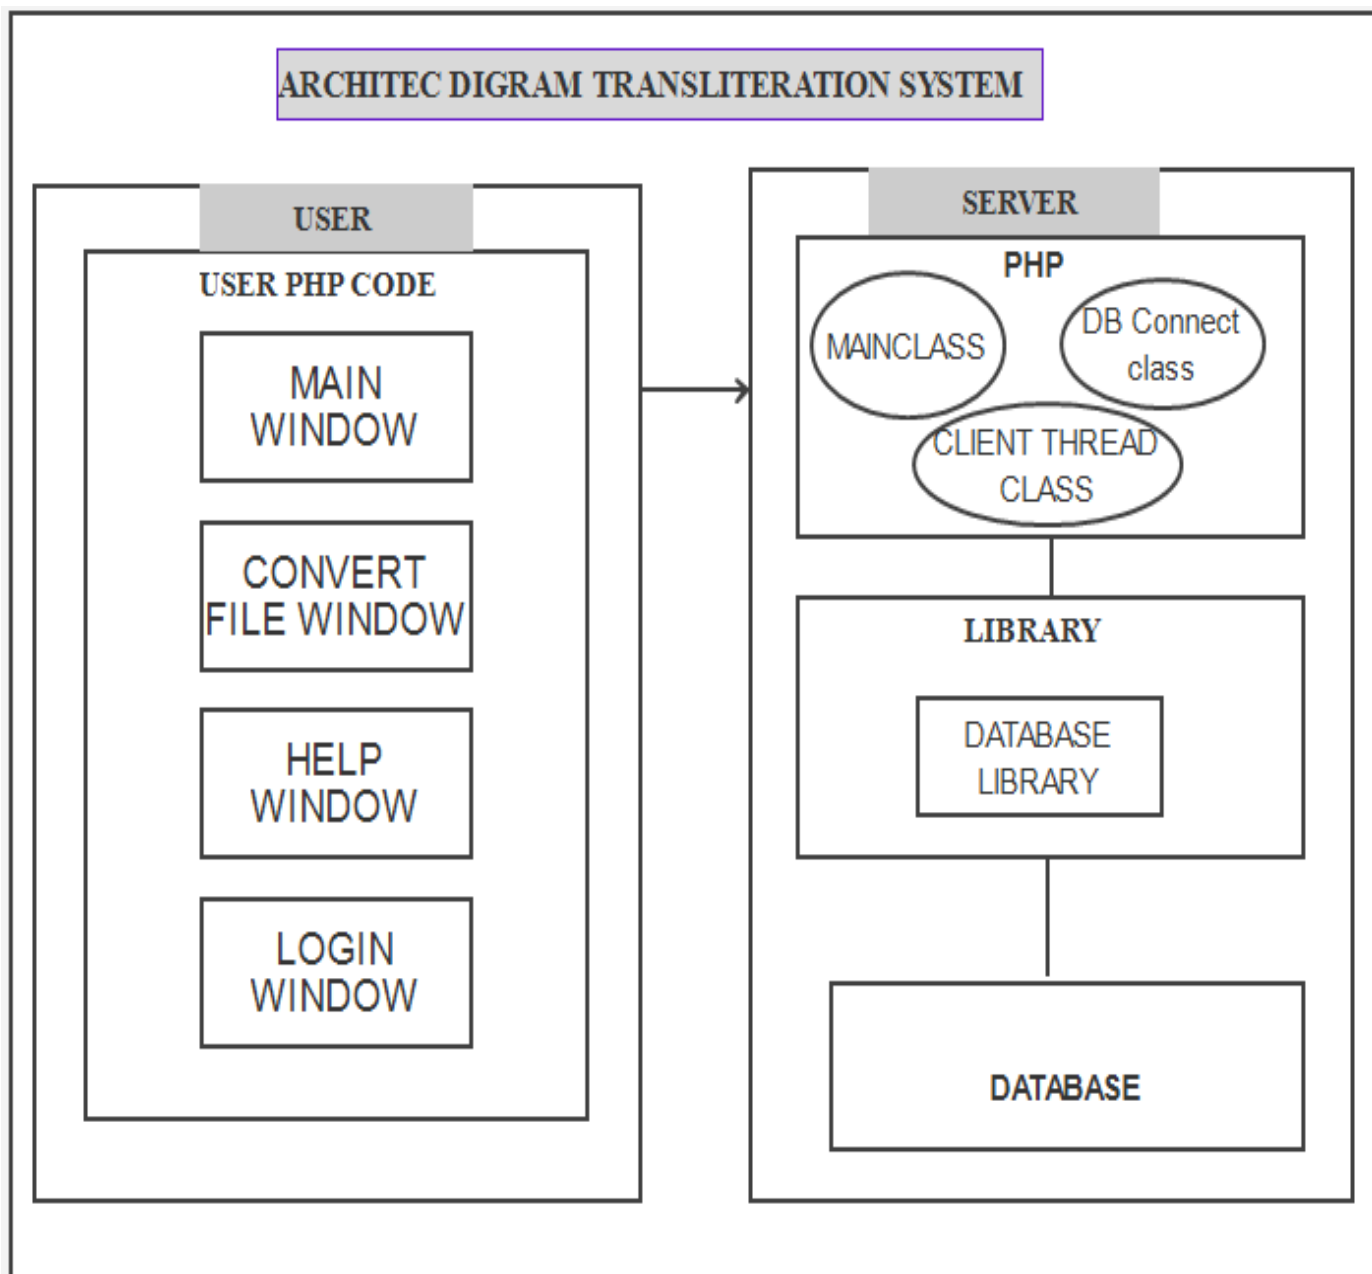 ARCHITEC DIGRAM TRANSLITERATION SYSTEM
USER
USER PHP CODE
MAIN
WINDOW
CONVERT
FILE WINDOW
HELP
WINDOW
LOGIN
WINDOW
SERVER
PHP
MAINCLASS
DB Connect
class
CLIENT THREAD
CLASS
LIBRARY
DATABASE
LIBRARY
DATABASE